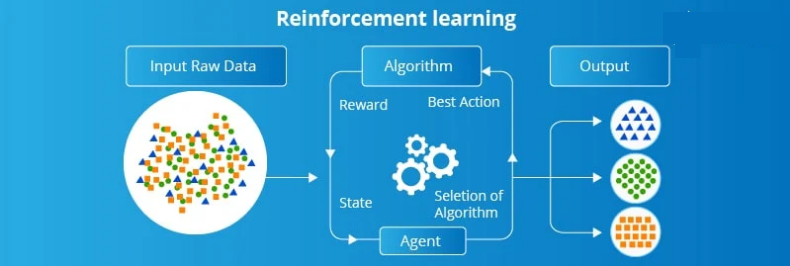 Reinforcement learning
Input Raw Data
Algorithm
Output
Reward
Best Action
State
Seletion of
Algorithm
Agent